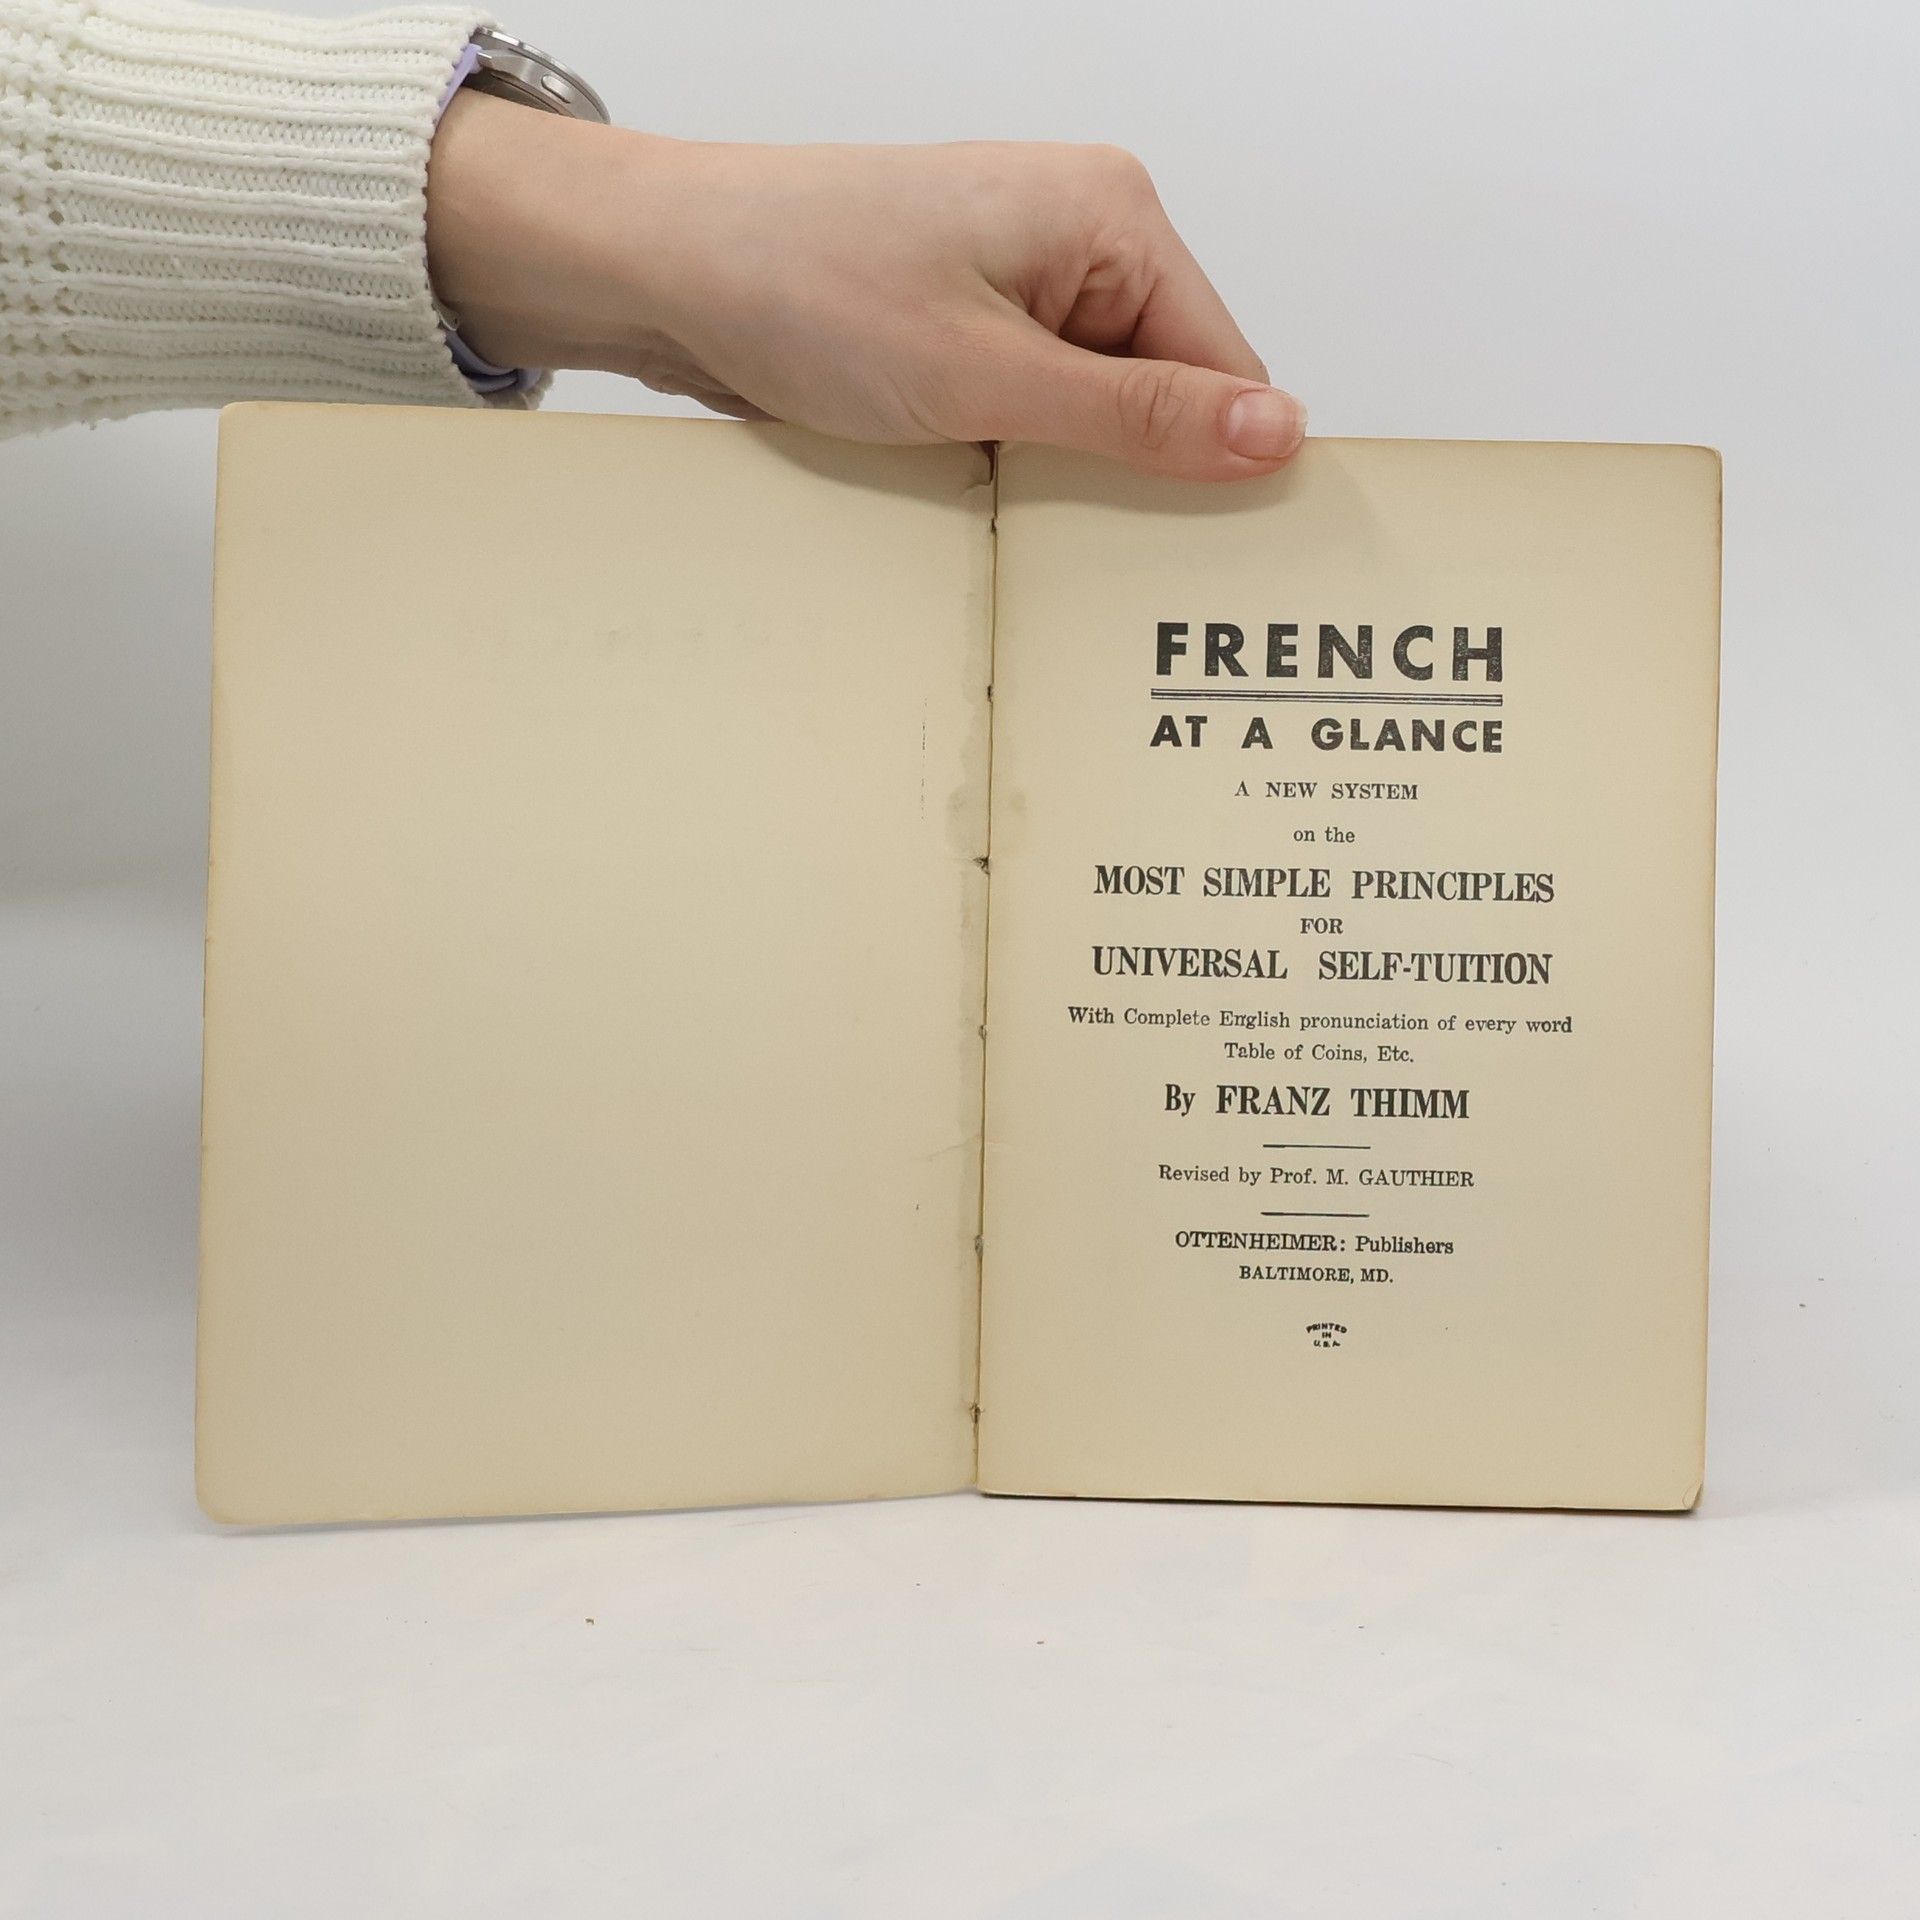 FRENCH
AT A GLANCE
A NEW SYSTEM
on the
MOST SIMPLE PRINCIPLES
FOR
UNIVERSAL SELF-TUITION
With Complete English pronunciation of every word
Table of Coins, Etc.
By FRANZ THIMM
Revised by Prof. M. GAUTHIER
OTTENHEIMER: Publishers
BALTIMORE, MD.
PRINTED
IN
U.S.A.